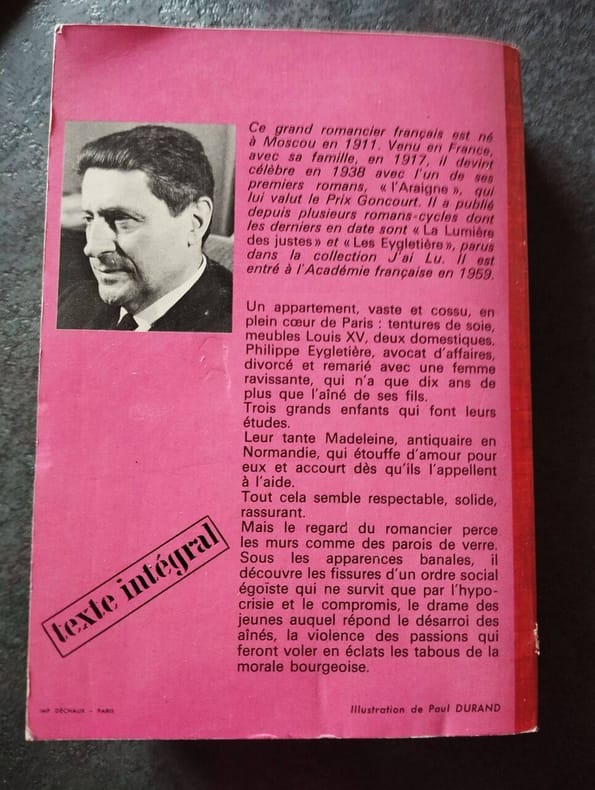 Ce grand romancier français est né
à Moscou en 1911. Venu en France,
avec sa famille, en 1917, il devint
célèbre en 1938 avec l'un de ses
premiers romans, « l'Araigne », qui
lui valut le Prix Goncourt. Il a publié
depuis plusieurs romans-cycles dont
les derniers en date sont « La Lumière
des justes » et « Les Eygletière », parus
dans la collection J'ai Lu. Il est
entré à l'Académie française en 1959.
Un appartement, vaste et cossu, en
plein cœur de Paris : tentures de soie,
meubles Louis XV, deux domestiques.
Philippe Eygletière, avocat d'affaires,
divorcé et remarié avec une femme
ravissante, qui n'a que dix ans de
plus que l'aîné de ses fils.
Trois grands enfants qui font leurs
études.
Leur tante Madeleine, antiquaire en
Normandie, qui étouffe d'amour pour
eux et accourt dès qu'ils l'appellent
à l'aide.
Tout cela semble respectable, solide,
rassurant.
Mais le regard du romancier perce
les murs comme des parois de verre.
Sous les apparences banales, il
découvre les fissures d'un ordre social
égoïste qui ne survit que par l'hypo-
crisie et le compromis, le drame des
jeunes auquel répond le désarroi des
aînés, la violence des passions qui
feront voler en éclats les tabous de la
morale bourgeoise.
texte intégral
IMP. DÉCHAUX - PARIS
Illustration de Paul DURAND